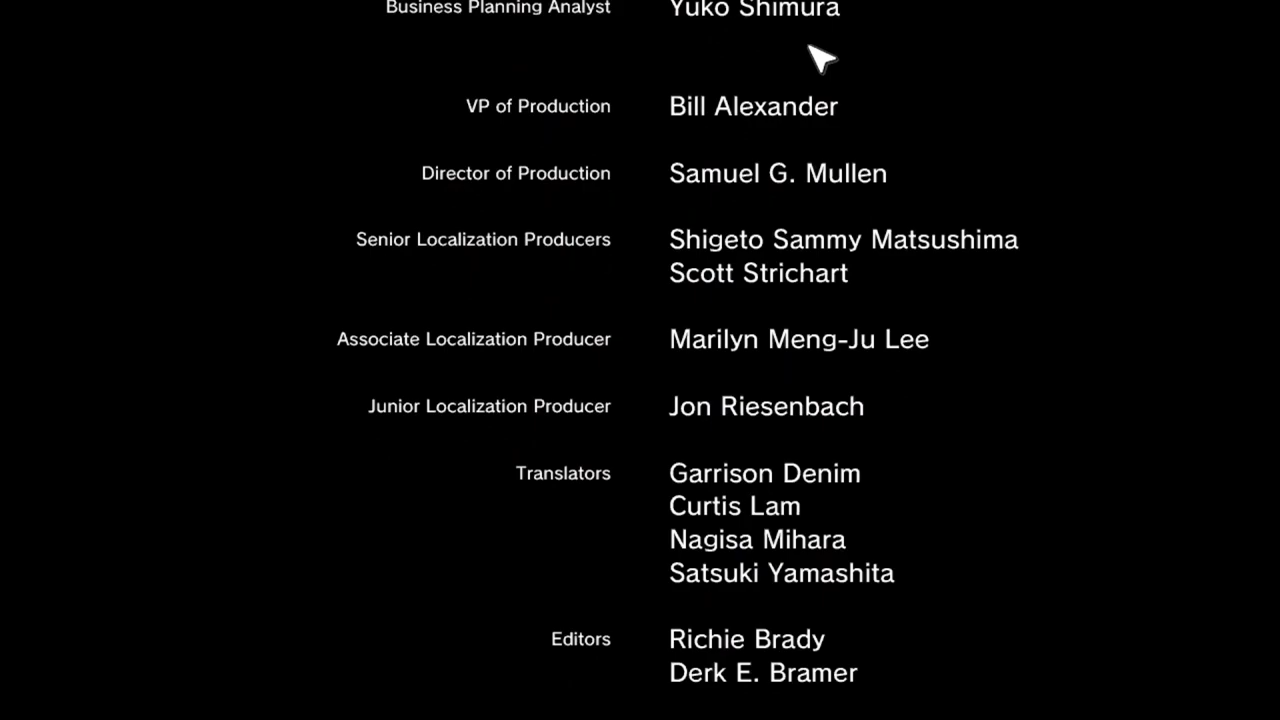 Business Planning Analyst Yuko Shimura
VP of Production Bill Alexander
Director of Production Samuel G. Mullen
Senior Localization Producers Shigeto Sammy Matsushima
Scott Strichart
Associate Localization Producer Marilyn Meng-Ju Lee
Junior Localization Producer Jon Riesenbach
Translators Garrison Denim
Curtis Lam
Nagisa Mihara
Satsuki Yamashita
Editors Richie Brady
Derk E. Bramer